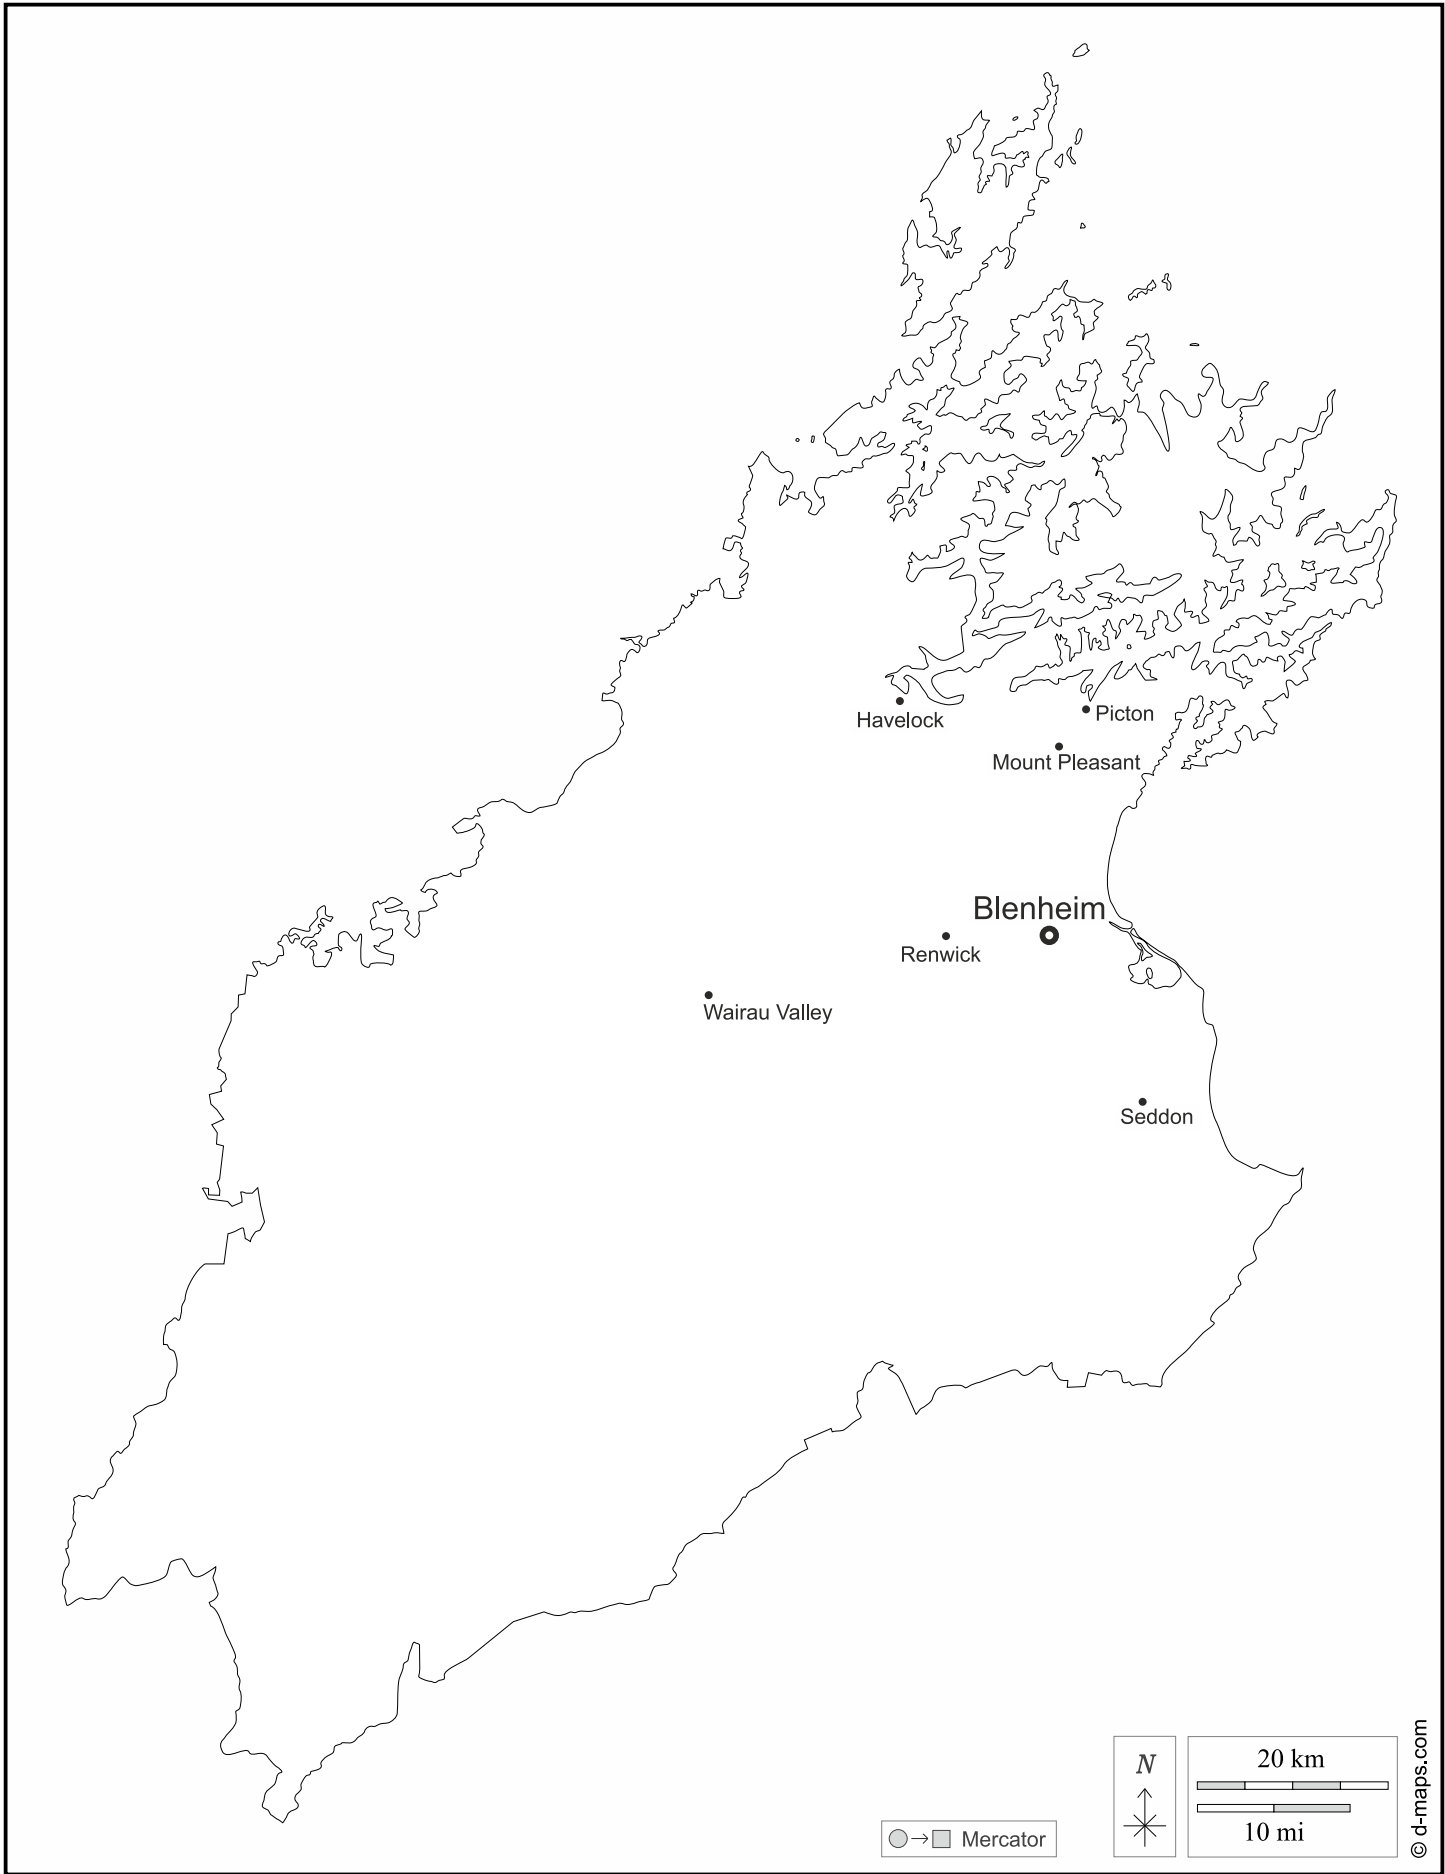 Havelock
Picton
Mount Pleasant
Blenheim
Renwick
Wairau Valley
Seddon
N
20 km
10 mi
Mercator
© d-maps.com